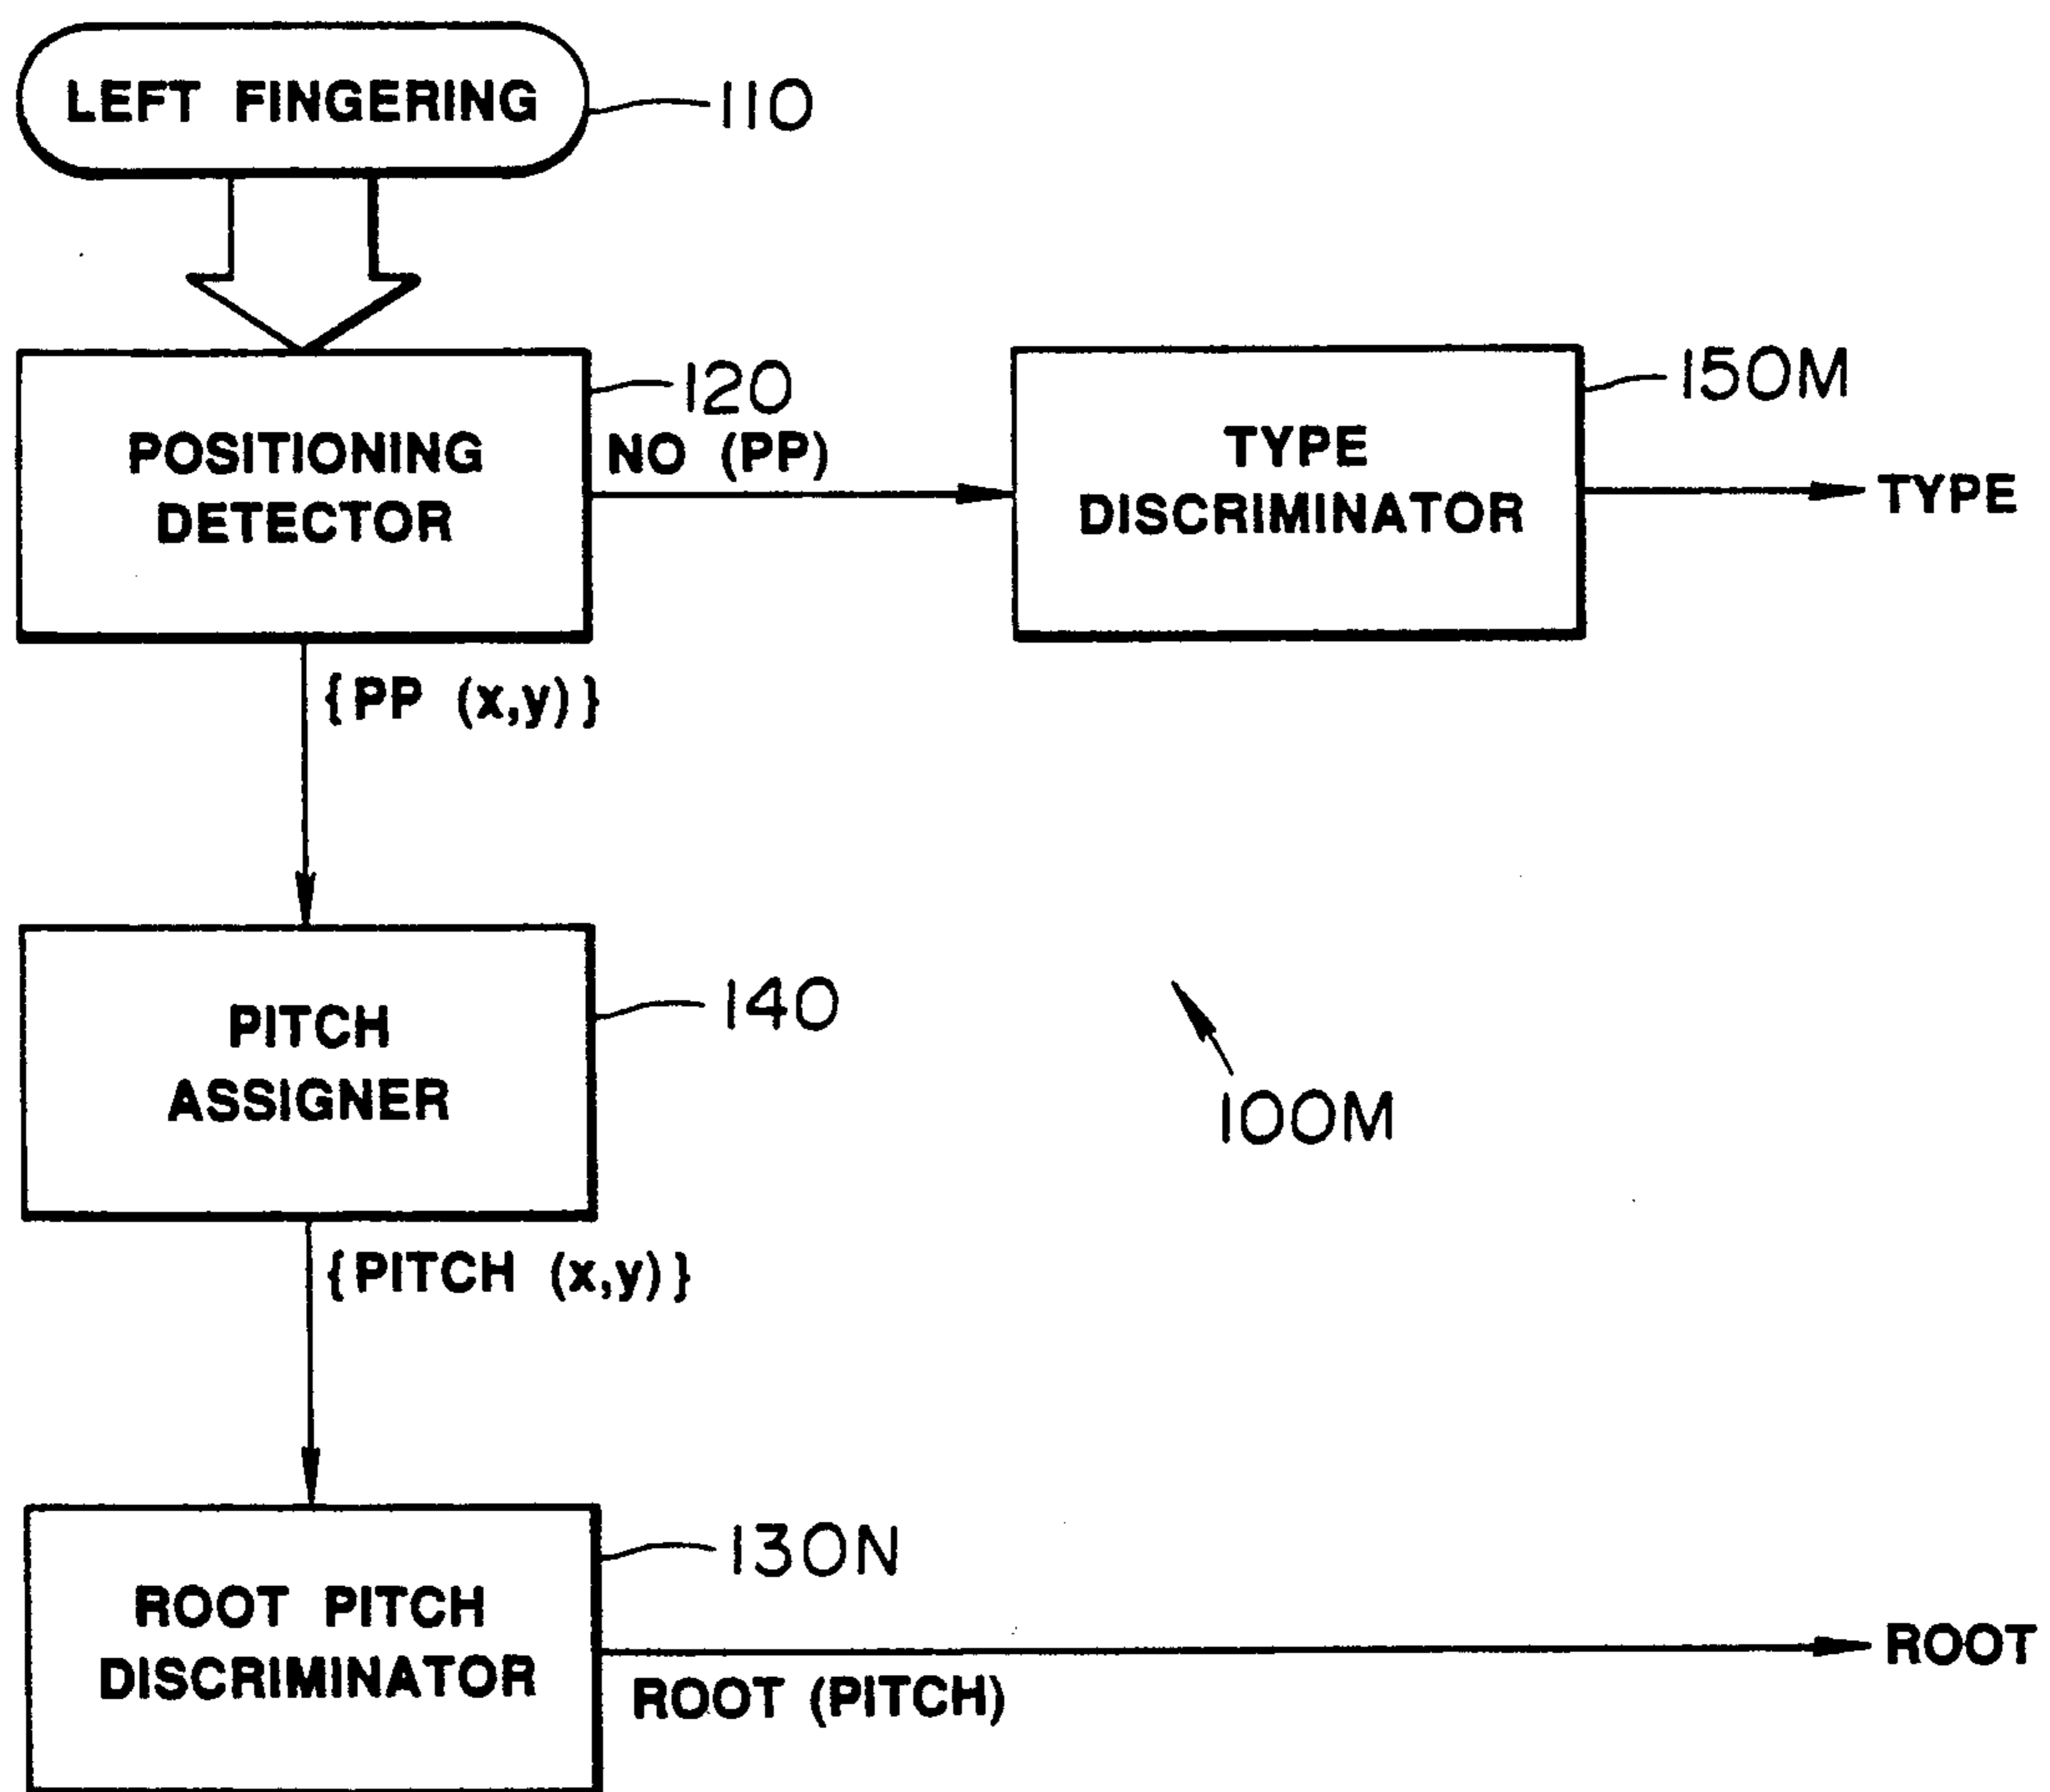 LEFT FINGERING
110
120
150M
POSITIONING
DETECTOR
NO (PP)
TYPE
DISCRIMINATOR
TYPE
{PP (x,y)}
PITCH
ASSIGNER
140
100M
{PITCH (x,y)}
130N
ROOT PITCH
DISCRIMINATOR
ROOT
ROOT (PITCH)